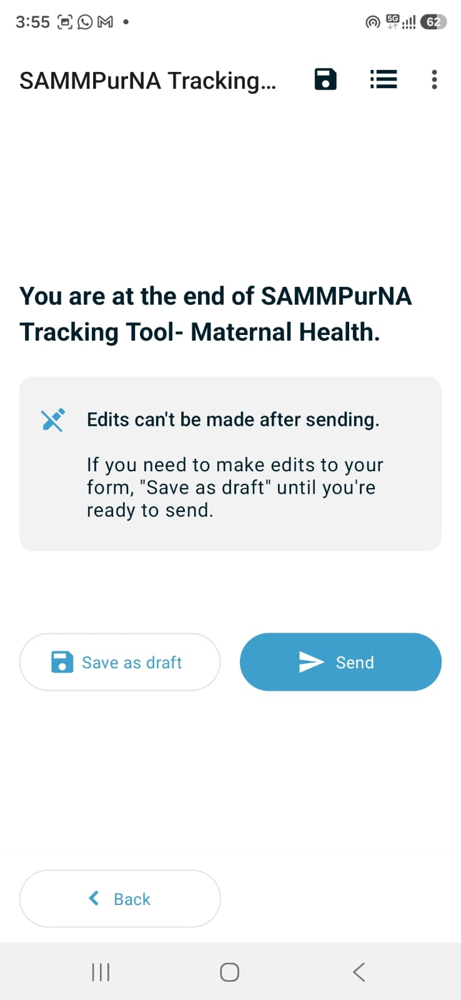 3:55
5G
62
SAMMPurNA Tracking...
You are at the end of SAMMPurNA
Tracking Tool- Maternal Health.
Edits can't be made after sending.
If you need to make edits to your
form, "Save as draft" until you're
ready to send.
Save as draft
Send
Back